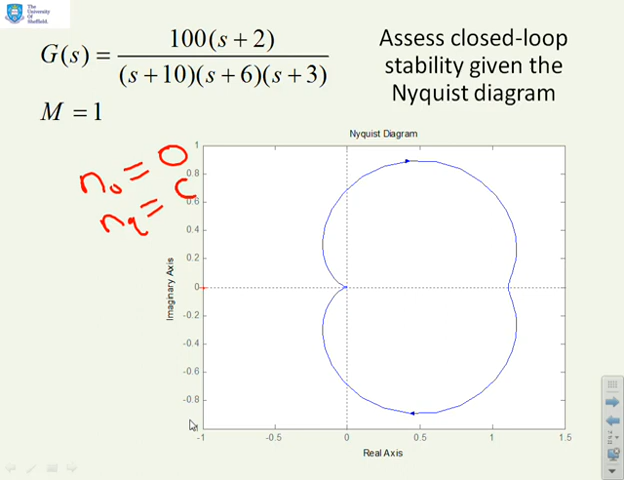 The
University
Of
Sheffield.
G(s) = 100(s + 2) / (s + 10)(s + 6)(s + 3)
M = 1
Assess closed-loop
stability given the
Nyquist diagram
n₀ = 0
Nyquist Diagram
Imaginary Axis
1
0.8
0.6
0.4
0.2
0
-0.2
-0.4
-0.6
-0.8
-1
-0.5
0
0.5
1
1.5
Real Axis